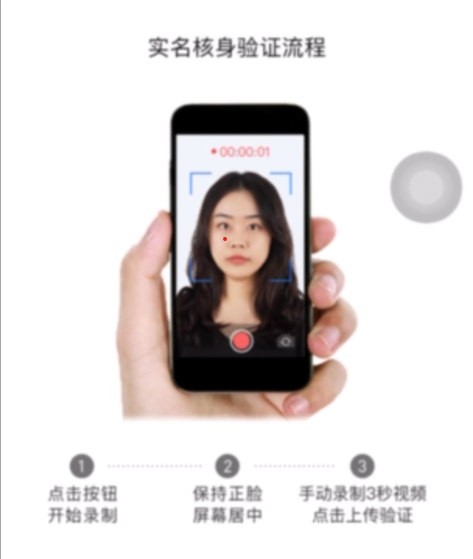 实名核身验证流程
00:00:01
1
点击按钮
开始录制
2
保持正脸
屏幕居中
3
手动录制3秒视频
点击上传验证